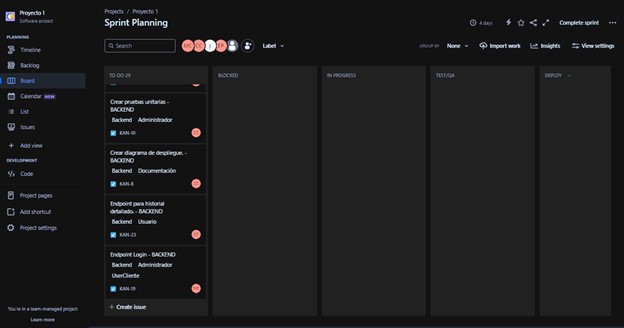 Proyecto 1
Software project
PLANNING
Timeline
Backlog
Board
Calendar NEW
List
Issues
+ Add view
DEVELOPMENT
Code
Project pages
Add shortcut
Project settings
You're in a team-managed project
Learn more
Projects / Proyecto 1
Sprint Planning
4 days
Complete sprint
Search
MC EC
EP
Label
GROUP BY None
Import work
Insights
View settings
TO-DO 29
BLOCKED
IN PROGRESS
TEST/QA
DEPLOY
Crear pruebas unitarias -
BACKEND
Backend Administrador
KAN-10
Crear diagrama de despliegue. -
BACKEND
Backend Documentación
KAN-8
Endpoint para historial
detallado. - BACKEND
Backend Usuario
KAN-23
Endpoint Login - BACKEND
Backend Administrador
UserCliente
KAN-19
+ Create issue